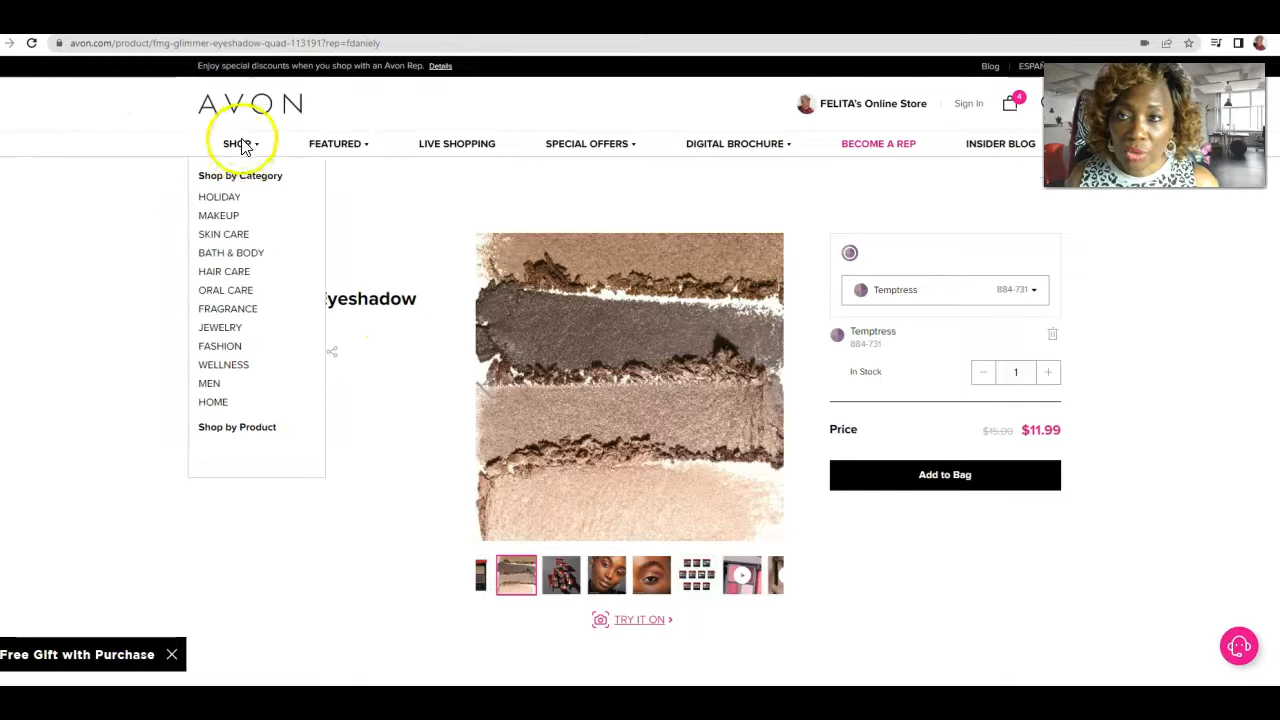 avon.com/product/fmg-glimmer-eyeshadow-quad-113191?rep=fdaniely
Enjoy special discounts when you shop with an Avon Rep. Details
Blog
AVON
FELITA's Online Store
Sign In
4
SHOP
FEATURED
LIVE SHOPPING
SPECIAL OFFERS
DIGITAL BROCHURE
BECOME A REP
INSIDER BLOG
Shop by Category
HOLIDAY
MAKEUP
SKIN CARE
BATH & BODY
HAIR CARE
ORAL CARE
FRAGRANCE
JEWELRY
FASHION
WELLNESS
MEN
HOME
Shop by Product
Eyeshadow
Temptress
884-731
Temptress
884-731
In Stock
1
Price
$15.00 $11.99
Add to Bag
TRY IT ON
Free Gift with Purchase